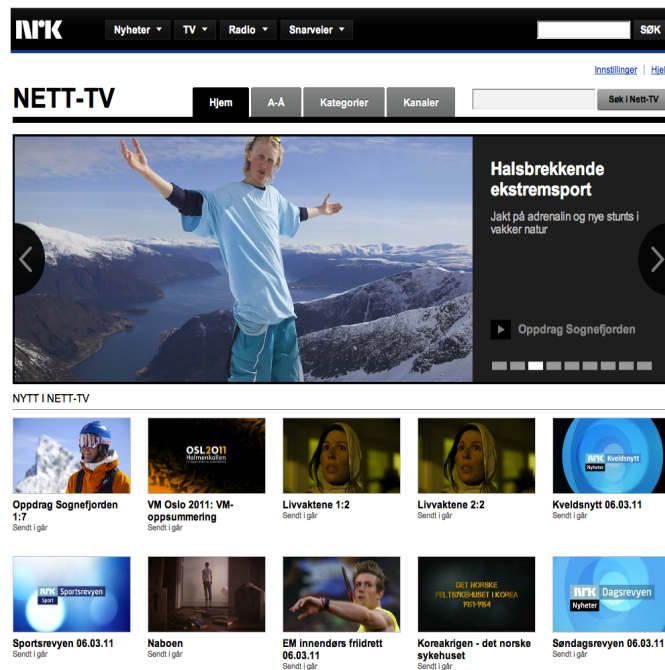 NRK
Nyheter TV Radio Snarveier SØK
Innstillinger | Hjel
NETT-TV
Hjem A-Å Kategorier Kanaler Søk i Nett-TV
Halsbrekkende
ekstremsport
Jakt på adrenalin og nye stunts i
vakker natur
Oppdrag Sognefjorden
NYTT I NETT-TV
OSL2011
Holmenkollen
NRK Kveldsnytt
Nyheter
Oppdrag Sognefjorden
1:7
Sendt i går
VM Oslo 2011: VM-
oppsummering
Sendt i går
Livvaktene 1:2
Sendt i går
Livvaktene 2:2
Sendt i går
Kveldsnytt 06.03.11
Sendt i går
NRK Sportsrevyen
Sport
DET NORSKE
FELTSYKEHUSET I KOREA
1951-1954
NRK Dagsrevyen
Nyheter
Sportsrevyen 06.03.11
Sendt i går
Naboen
Sendt i går
EM innendørs friidrett
06.03.11
Sendt i går
Koreakrigen - det norske
sykehuset
Sendt i går
Søndagsrevyen 06.03.11
Sendt i går